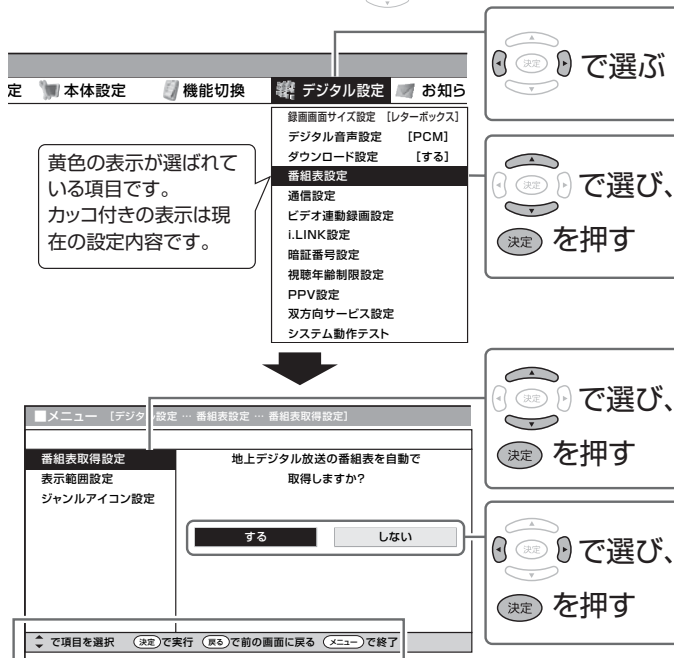 定 本体設定 機能切換 デジタル設定 お知ら
録画画面サイズ設定 [レターボックス]
デジタル音声設定 [PCM]
ダウンロード設定 [する]
番組表設定
通信設定
ビデオ連動録画設定
i.LINK設定
暗証番号設定
視聴年齢制限設定
PPV設定
双方向サービス設定
システム動作テスト
黄色の表示が選ばれて
いる項目です。
カッコ付きの表示は現
在の設定内容です。
決定 で選ぶ
決定 で選び、
決定 を押す
メニュー [デジタル設定 … 番組表設定 … 番組表取得設定]
番組表取得設定
表示範囲設定
ジャンルアイコン設定
地上デジタル放送の番組表を自動で
取得しますか?
する しない
で項目を選択 決定で実行 戻るで前の画面に戻る メニューで終了
決定 で選び、
決定 を押す
決定 で選び、
決定 を押す